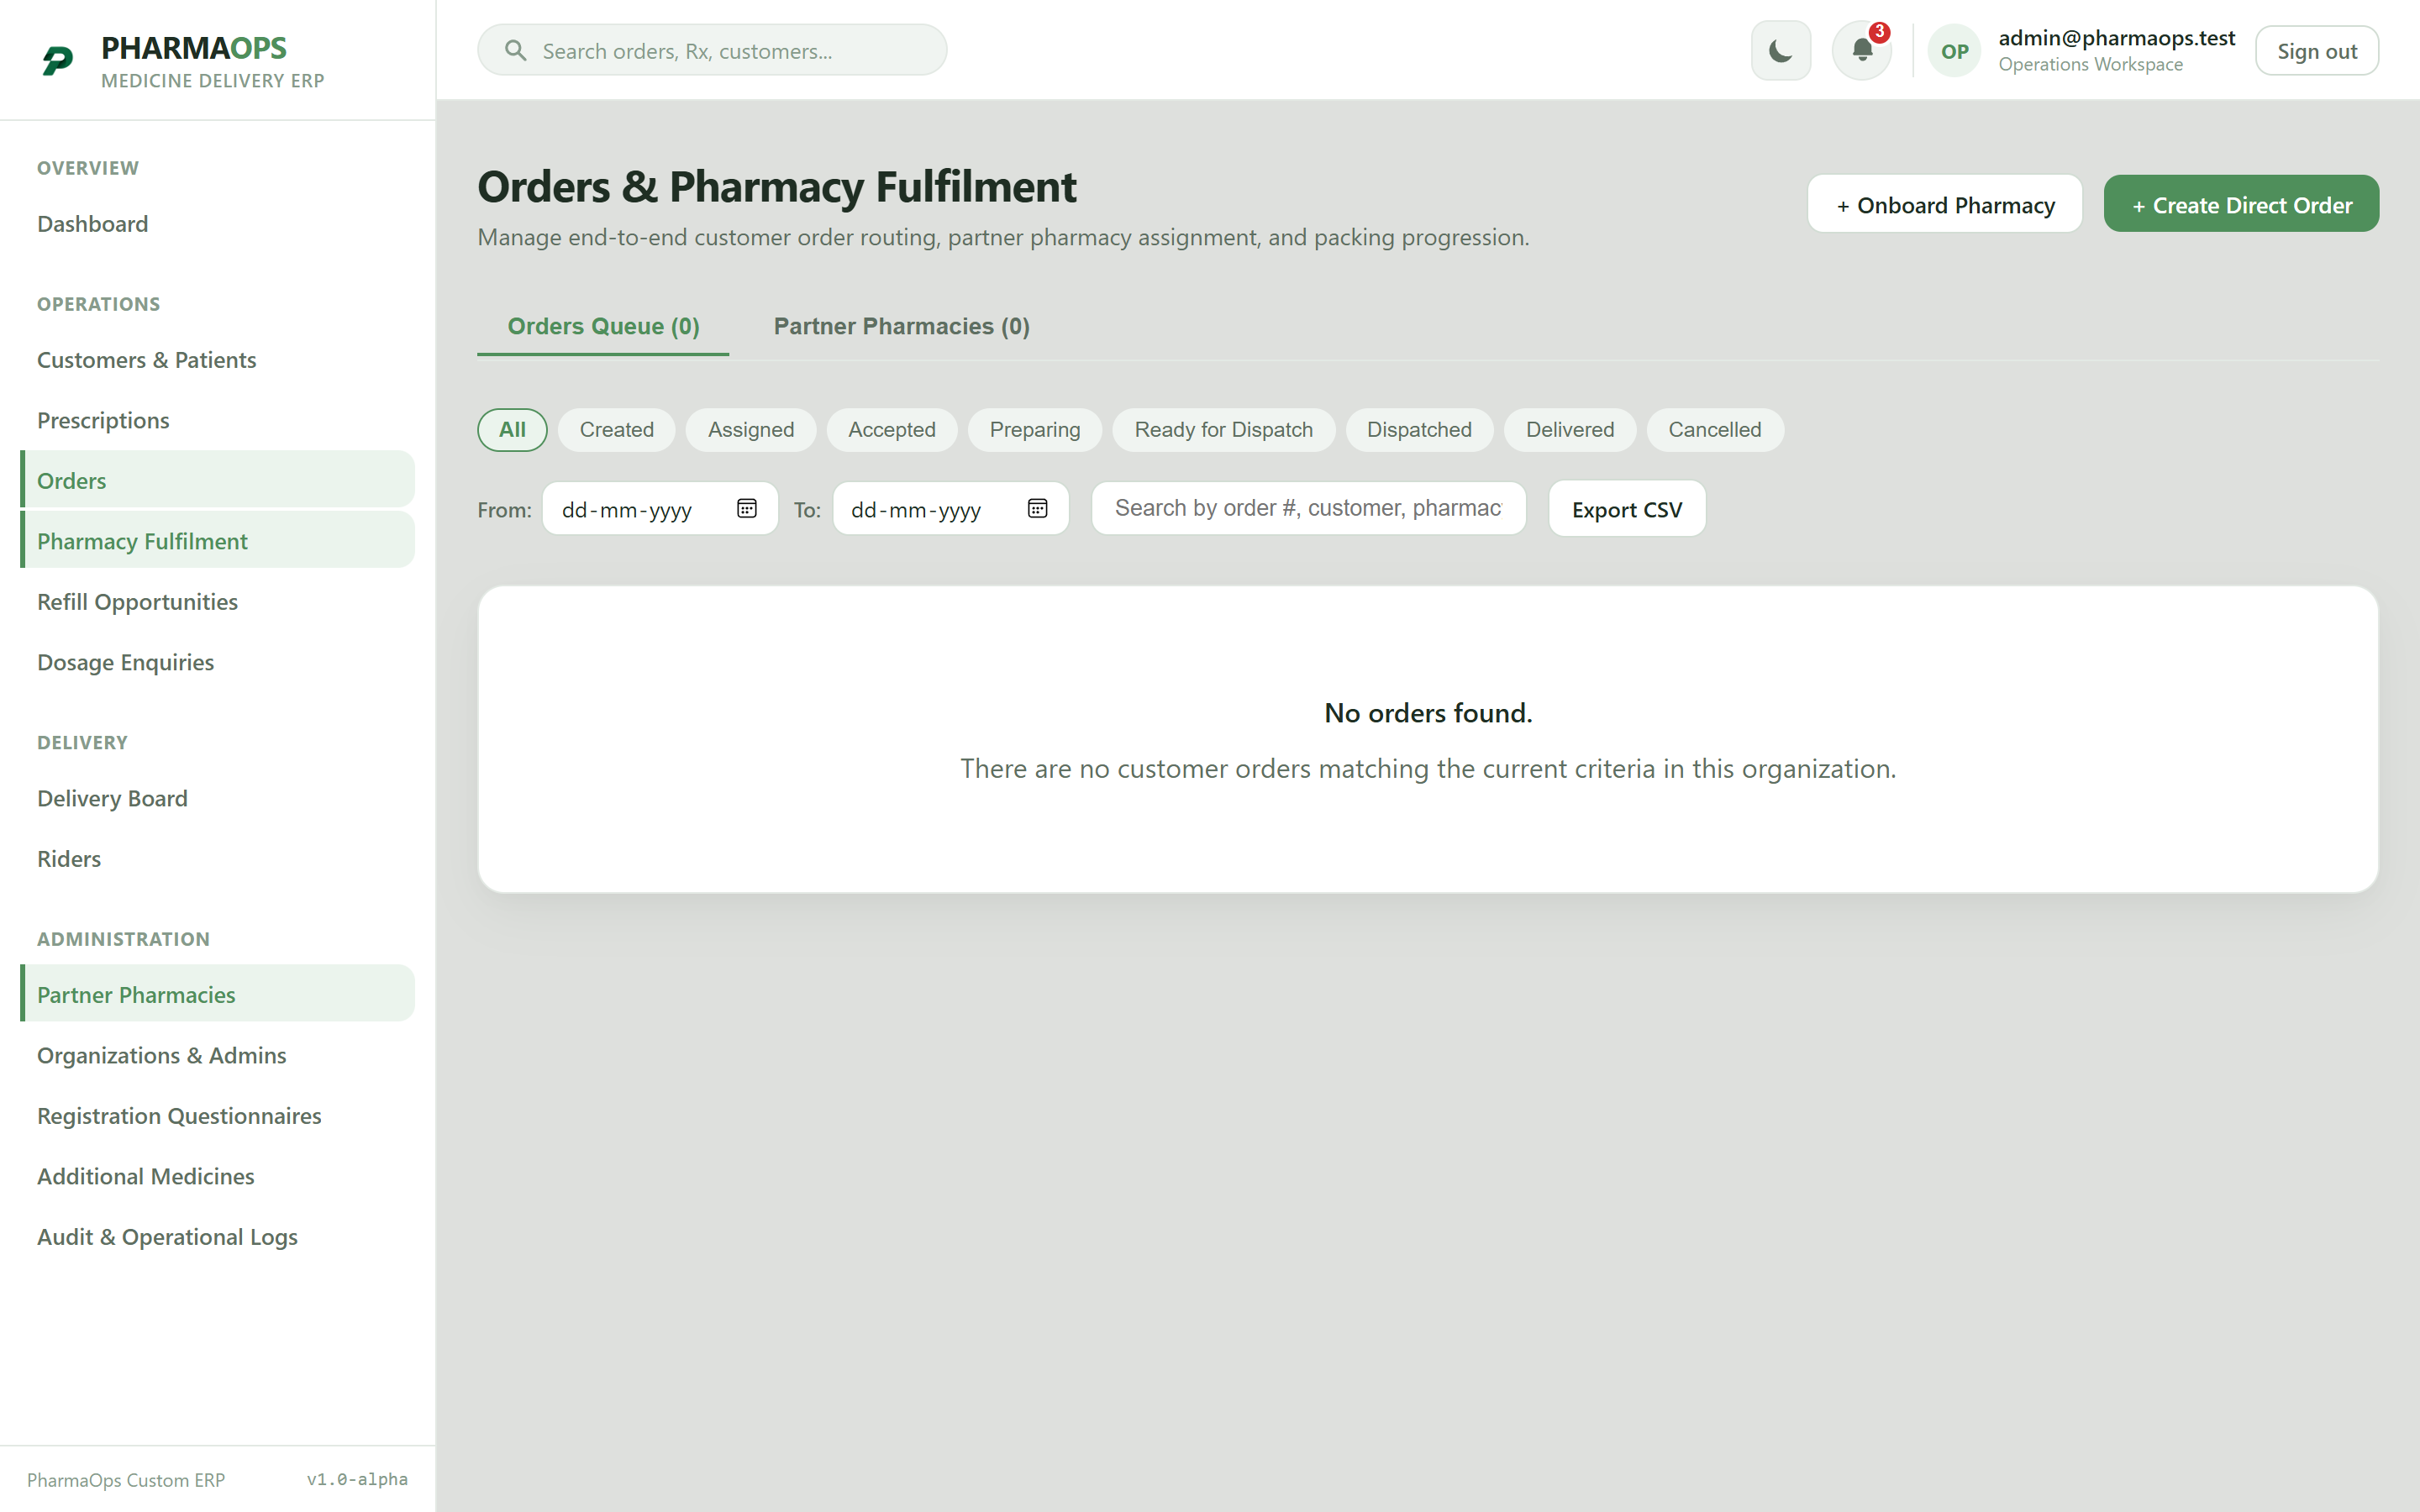 PHARMAOPS
MEDICINE DELIVERY ERP
OVERVIEW
Dashboard
OPERATIONS
Customers & Patients
Prescriptions
Orders
Pharmacy Fulfilment
Refill Opportunities
Dosage Enquiries
DELIVERY
Delivery Board
Riders
ADMINISTRATION
Partner Pharmacies
Organizations & Admins
Registration Questionnaires
Additional Medicines
Audit & Operational Logs
PharmaOps Custom ERP v1.0-alpha
Search orders, Rx, customers...
3
OP
admin@pharmaops.test
Operations Workspace
Sign out
Orders & Pharmacy Fulfilment
Manage end-to-end customer order routing, partner pharmacy assignment, and packing progression.
+ Onboard Pharmacy
+ Create Direct Order
Orders Queue (0) Partner Pharmacies (0)
All Created Assigned Accepted Preparing Ready for Dispatch Dispatched Delivered Cancelled
From: dd-mm-yyyy To: dd-mm-yyyy Search by order #, customer, pharmac Export CSV
No orders found.
There are no customer orders matching the current criteria in this organization.